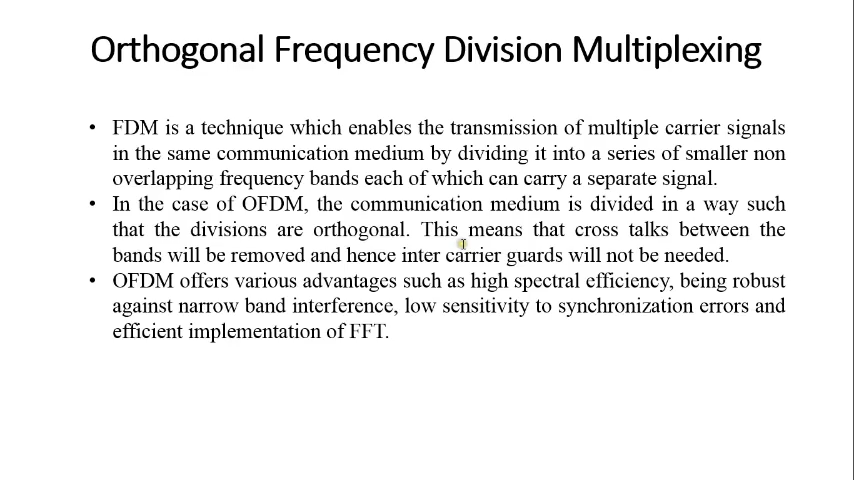 Orthogonal Frequency Division Multiplexing
• FDM is a technique which enables the transmission of multiple carrier signals
in the same communication medium by dividing it into a series of smaller non
overlapping frequency bands each of which can carry a separate signal.
• In the case of OFDM, the communication medium is divided in a way such
that the divisions are orthogonal. This means that cross talks between the
bands will be removed and hence inter carrier guards will not be needed.
• OFDM offers various advantages such as high spectral efficiency, being robust
against narrow band interference, low sensitivity to synchronization errors and
efficient implementation of FFT.